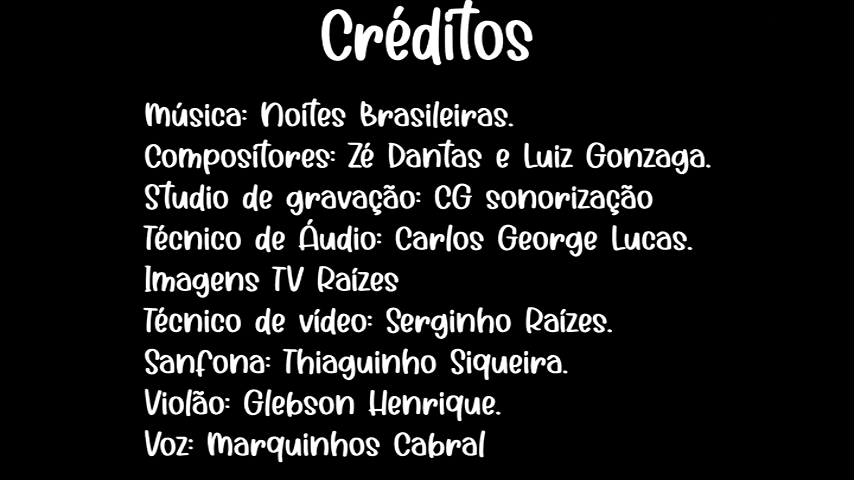 Créditos
Música: Noites Brasileiras.
Compositores: Zé Dantas e Luiz Gonzaga.
Studio de gravação: CG sonorização
Técnico de Áudio: Carlos George Lucas.
Imagens TV Raízes
Técnico de vídeo: Serginho Raízes.
Sanfona: Thiaguinho Siqueira.
Violão: Glebson Henrique.
Voz: Marquinhos Cabral